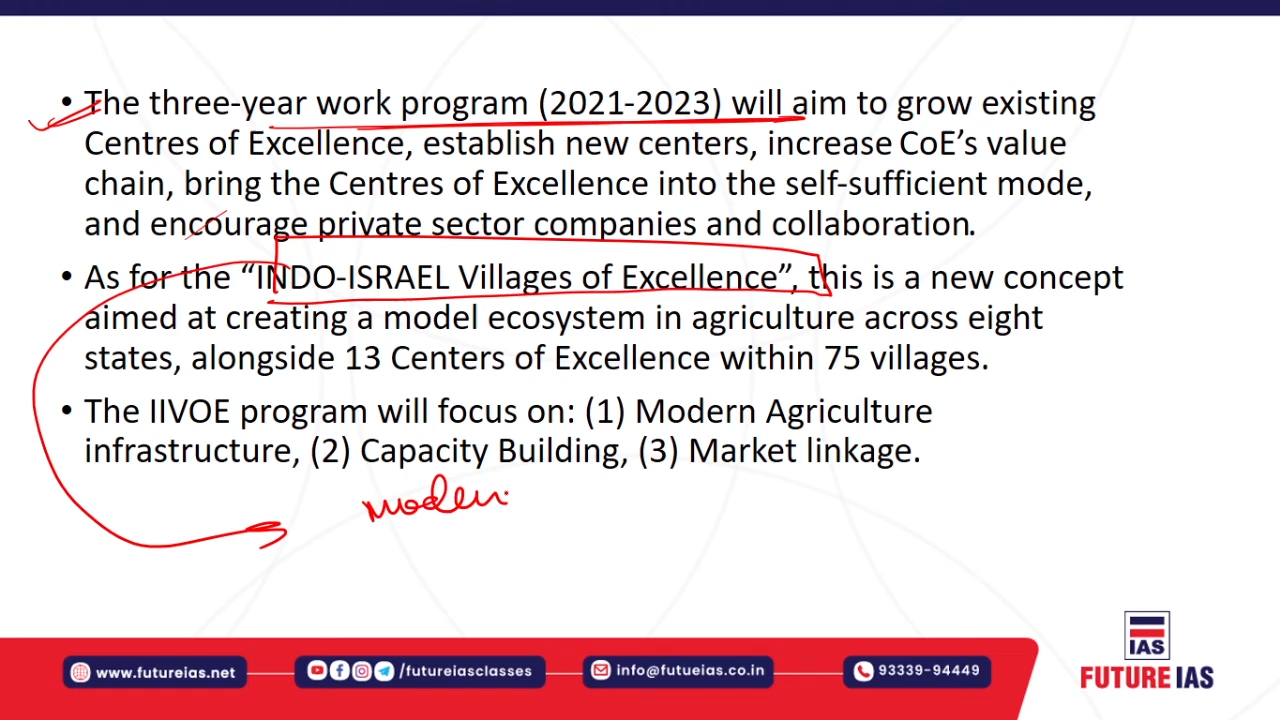 • The three-year work program (2021-2023) will aim to grow existing
Centres of Excellence, establish new centers, increase CoE’s value
chain, bring the Centres of Excellence into the self-sufficient mode,
and encourage private sector companies and collaboration.
• As for the “INDO-ISRAEL Villages of Excellence”, this is a new concept
aimed at creating a model ecosystem in agriculture across eight
states, alongside 13 Centers of Excellence within 75 villages.
• The IIVOE program will focus on: (1) Modern Agriculture
infrastructure, (2) Capacity Building, (3) Market linkage.
moden
IAS
FUTURE IAS
www.futureias.net
/futureiasclasses
info@futueias.co.in
93339-94449